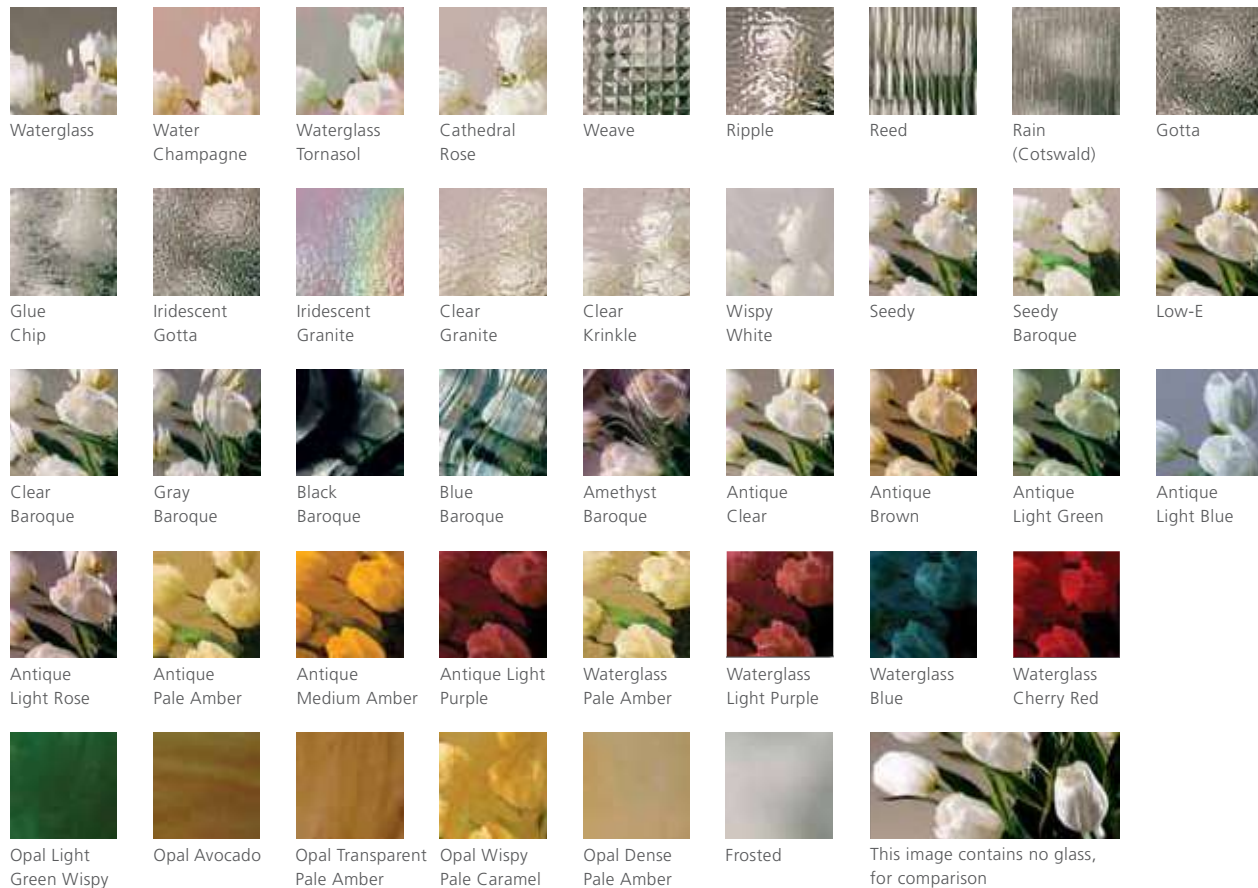 Waterglass
Water
Champagne
Waterglass
Tornasol
Cathedral
Rose
Weave
Ripple
Reed
Rain
(Cotswald)
Gotta
Glue
Chip
Iridescent
Gotta
Iridescent
Granite
Clear
Granite
Clear
Krinkle
Wispy
White
Seedy
Seedy
Baroque
Low-E
Clear
Baroque
Gray
Baroque
Black
Baroque
Blue
Baroque
Amethyst
Baroque
Antique
Clear
Antique
Brown
Antique
Light Green
Antique
Light Blue
Antique
Light Rose
Antique
Pale Amber
Antique
Medium Amber
Antique Light
Purple
Waterglass
Pale Amber
Waterglass
Light Purple
Waterglass
Blue
Waterglass
Cherry Red
Opal Light
Green Wispy
Opal Avocado
Opal Transparent
Pale Amber
Opal Wispy
Pale Caramel
Opal Dense
Pale Amber
Frosted
This image contains no glass,
for comparison